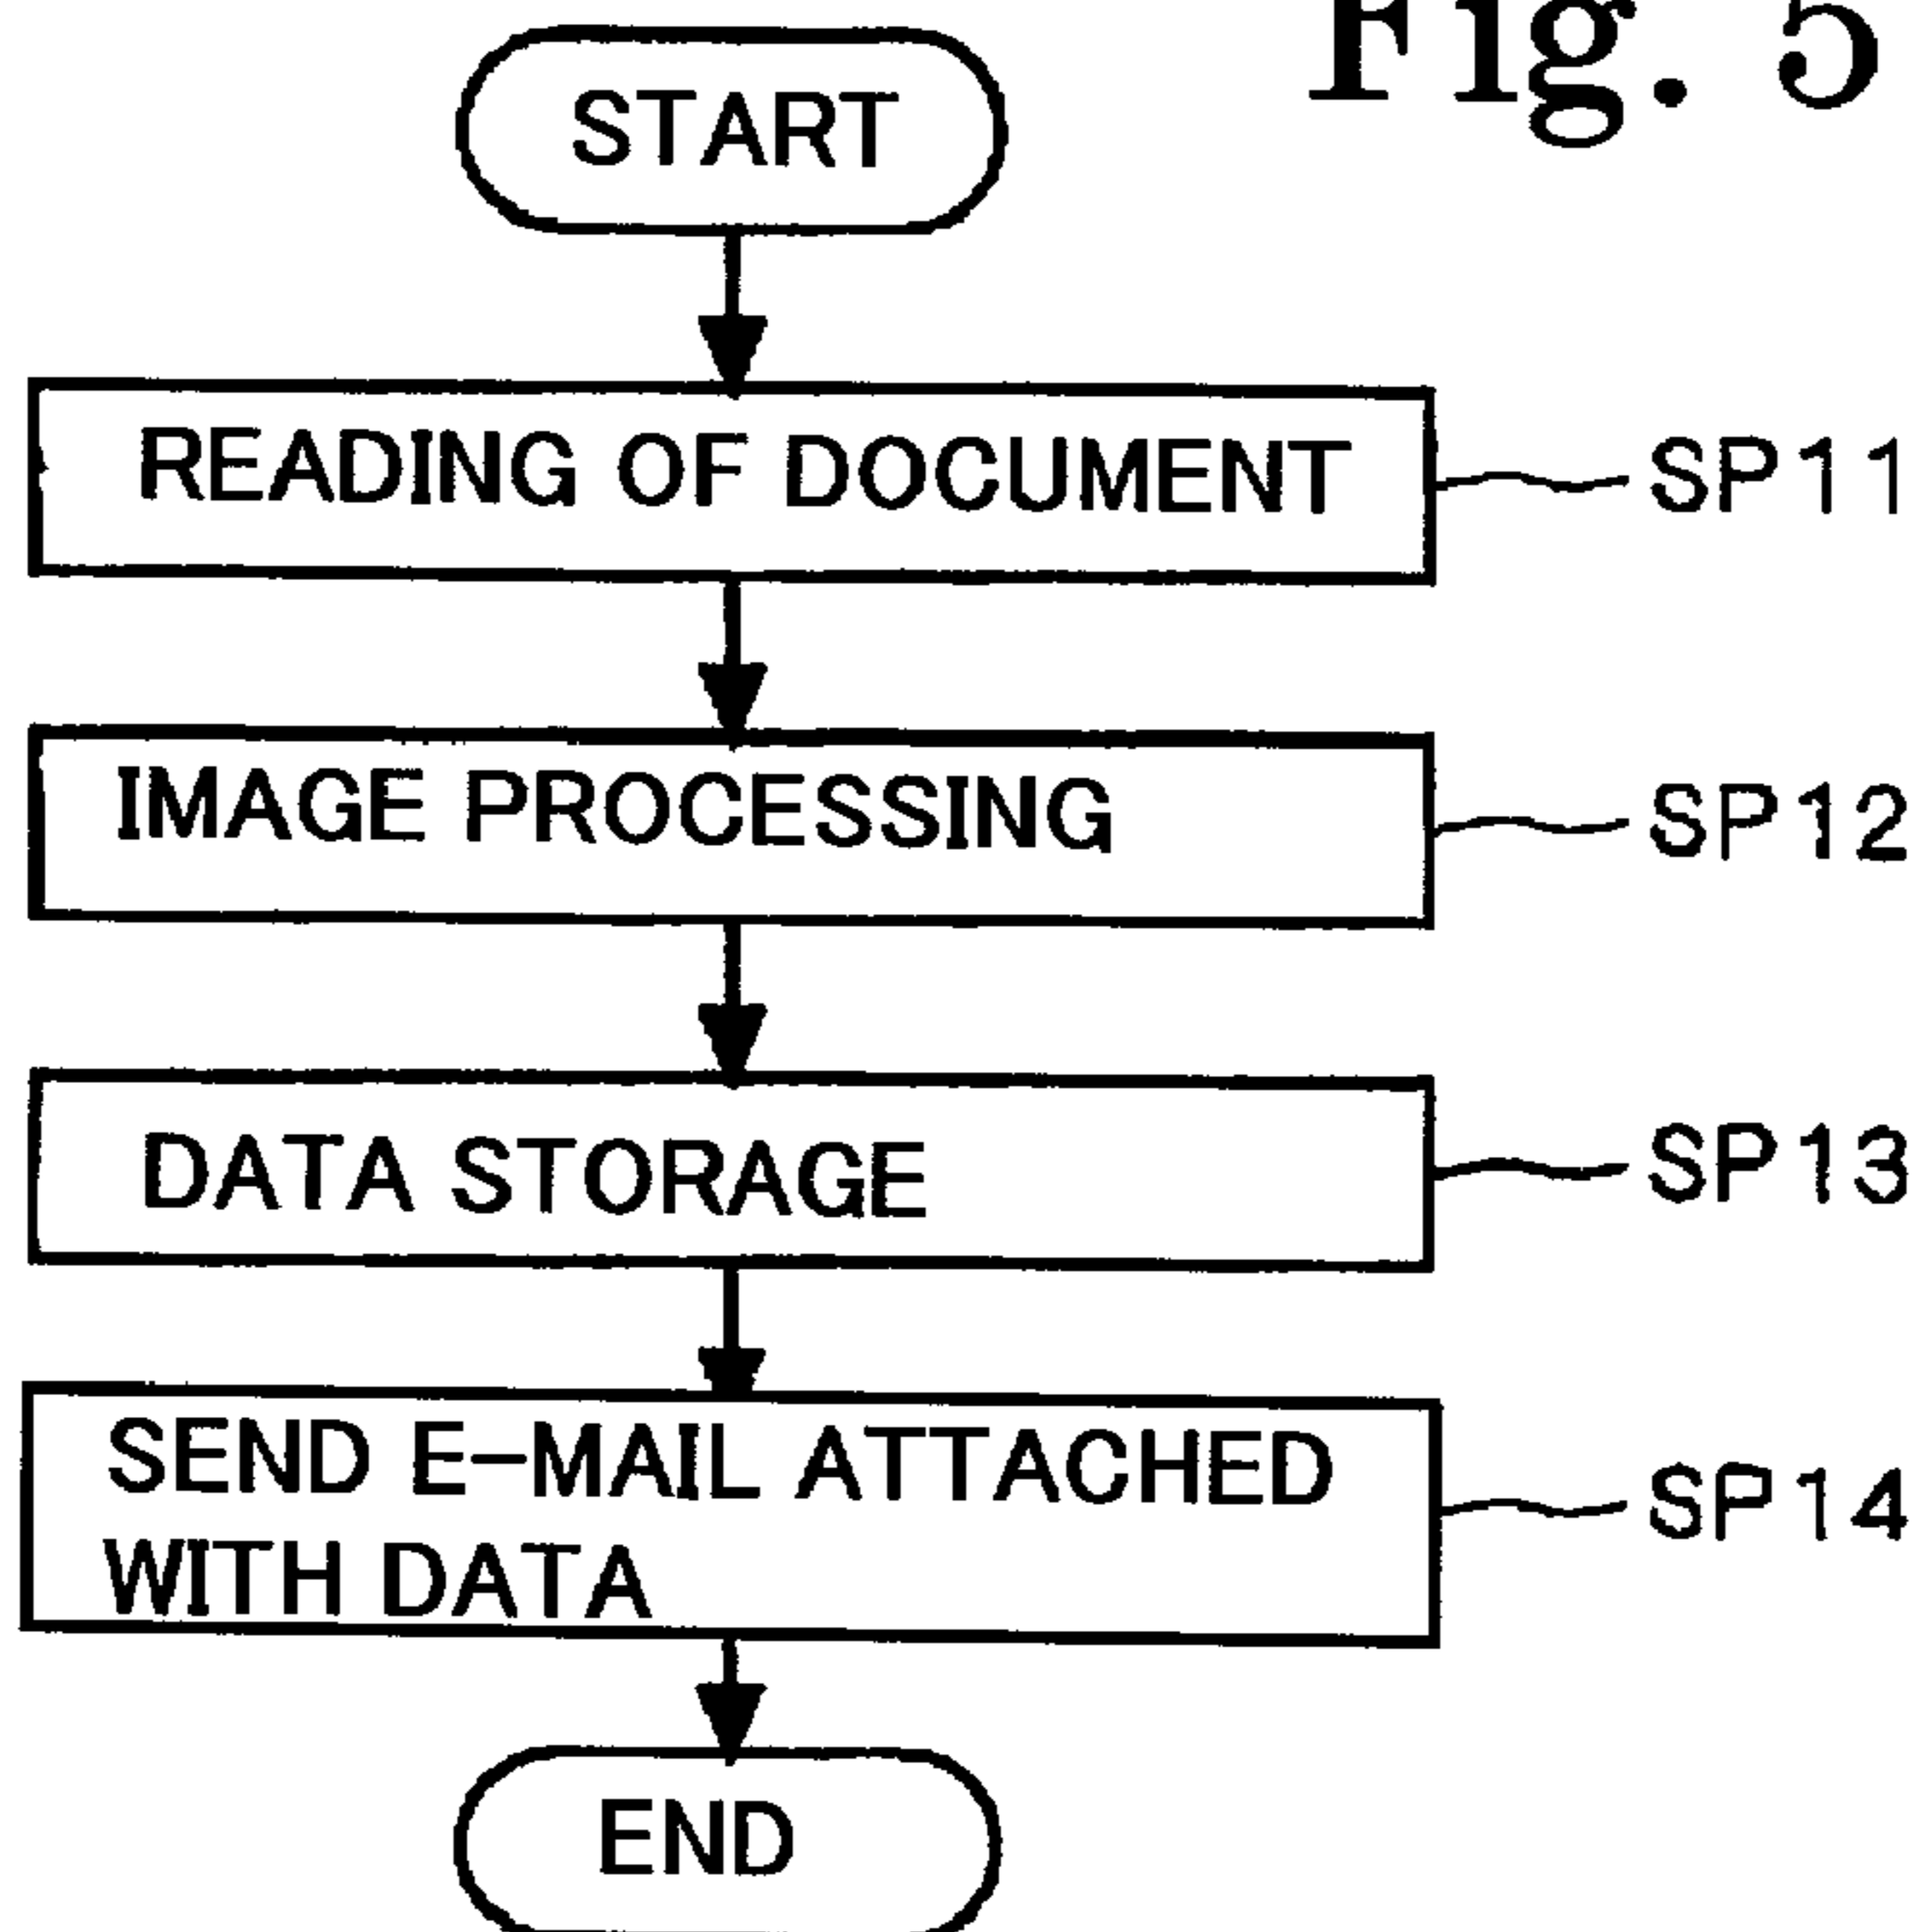 Fig. 5
START
READING OF DOCUMENT
SP11
IMAGE PROCESSING
SP12
DATA STORAGE
SP13
SEND E-MAIL ATTACHED
WITH DATA
SP14
END